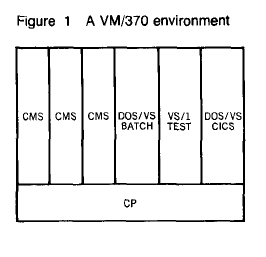 Figure 1 A VM/370 environment
CMS CMS CMS DOS/VS BATCH VS/1 TEST DOS/VS CICS
CP